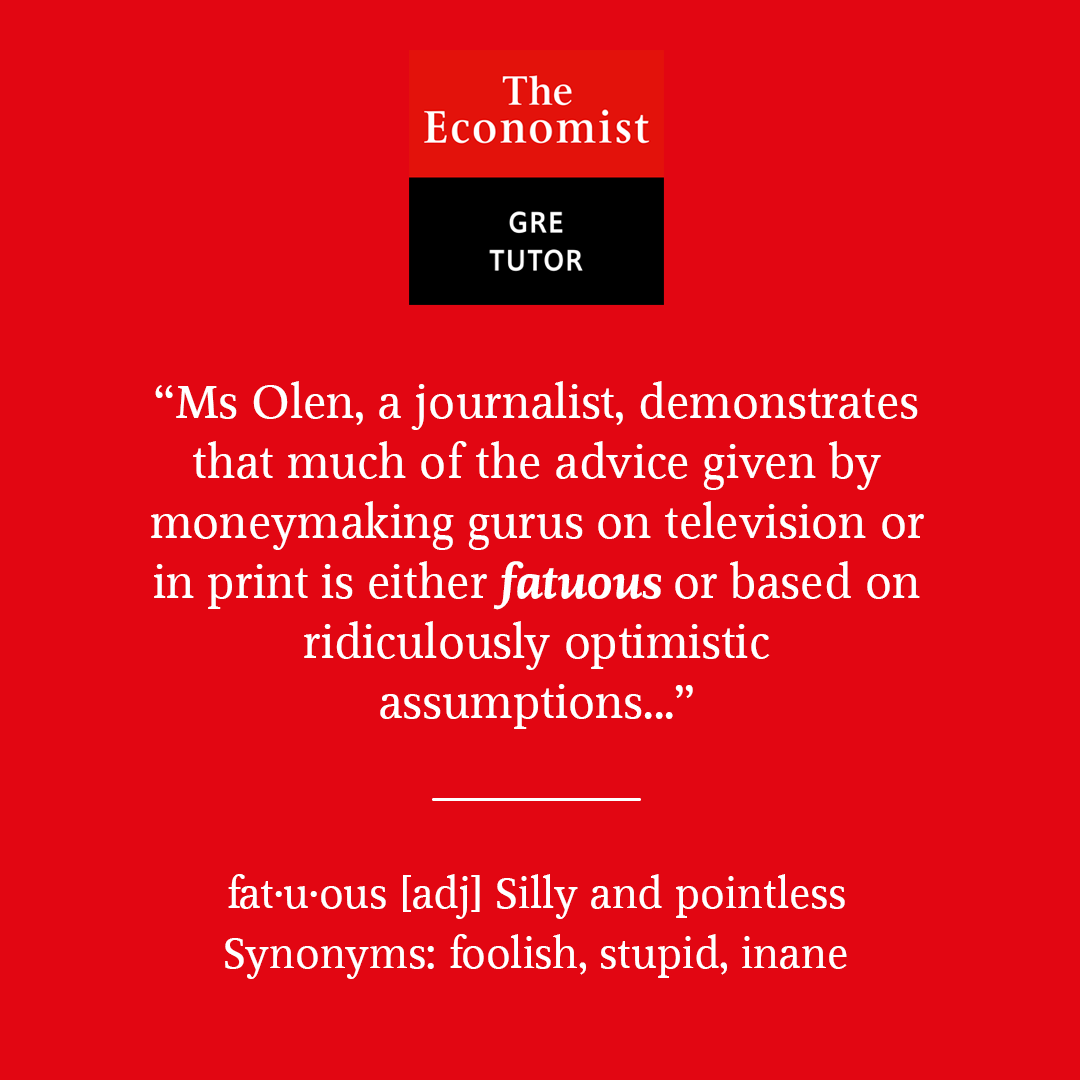 The
Economist
GRE
TUTOR
“Ms Olen, a journalist, demonstrates
that much of the advice given by
moneymaking gurus on television or
in print is either fatuous or based on
ridiculously optimistic
assumptions...”
fat·u·ous [adj] Silly and pointless
Synonyms: foolish, stupid, inane